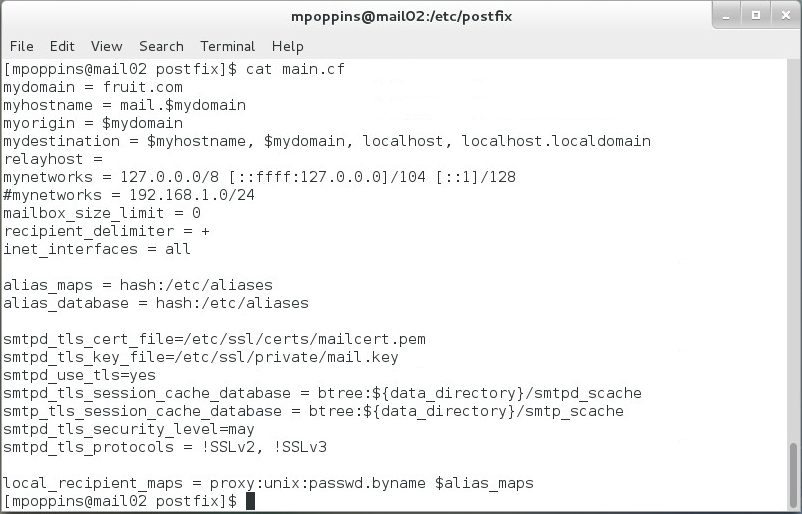 mpoppins@mail02:/etc/postfix
File Edit View Search Terminal Help
[mpoppins@mail02 postfix]$ cat main.cf
mydomain = fruit.com
myhostname = mail.$mydomain
myorigin = $mydomain
mydestination = $myhostname, $mydomain, localhost, localhost.localdomain
relayhost =
mynetworks = 127.0.0.0/8 [::ffff:127.0.0.0]/104 [::1]/128
#mynetworks = 192.168.1.0/24
mailbox_size_limit = 0
recipient_delimiter = +
inet_interfaces = all

alias_maps = hash:/etc/aliases
alias_database = hash:/etc/aliases

smtpd_tls_cert_file=/etc/ssl/certs/mailcert.pem
smtpd_tls_key_file=/etc/ssl/private/mail.key
smtpd_use_tls=yes
smtpd_tls_session_cache_database = btree:${data_directory}/smtpd_scache
smtp_tls_session_cache_database = btree:${data_directory}/smtp_scache
smtpd_tls_security_level=may
smtpd_tls_protocols = !SSLv2, !SSLv3

local_recipient_maps = proxy:unix:passwd.byname $alias_maps
[mpoppins@mail02 postfix]$